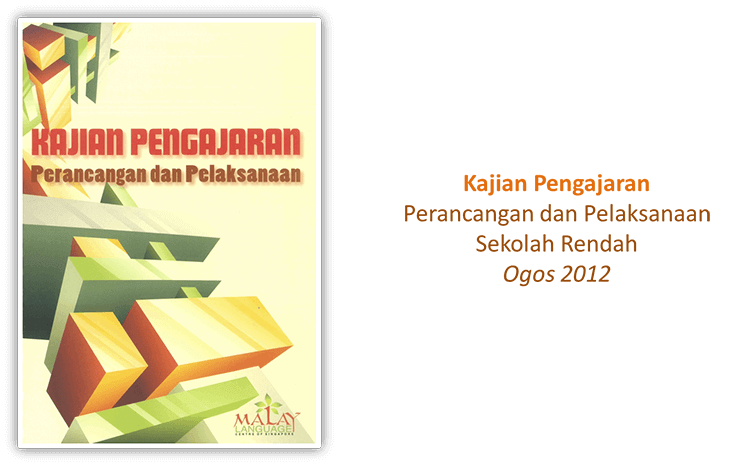 KAJIAN PENGAJARAN
Perancangan dan Pelaksanaan
MALAY
LANGUAGE
CENTRE OF SINGAPORE
Kajian Pengajaran
Perancangan dan Pelaksanaan
Sekolah Rendah
Ogos 2012